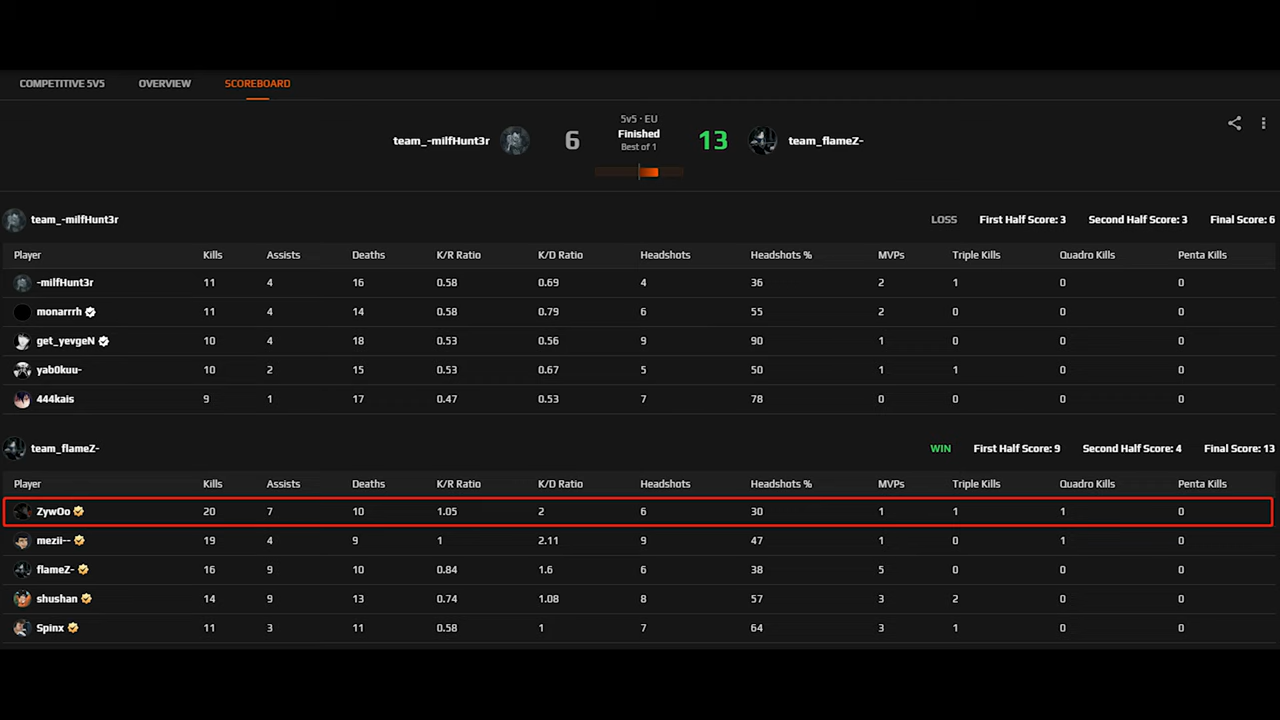 COMPETITIVE 5V5 OVERVIEW SCOREBOARD
5v5 · EU
team_-milfHunt3r 6 Finished 13 team_flameZ-
Best of 1
team_-milfHunt3r LOSS First Half Score: 3 Second Half Score: 3 Final Score: 6
Player Kills Assists Deaths K/R Ratio K/D Ratio Headshots Headshots % MVPs Triple Kills Quadro Kills Penta Kills
-milfHunt3r 11 4 16 0.58 0.69 4 36 2 1 0 0
monarrrh 11 4 14 0.58 0.79 6 55 2 0 0 0
get_yevgeN 10 4 18 0.53 0.56 9 90 1 0 0 0
yab0kuu- 10 2 15 0.53 0.67 5 50 1 1 0 0
444kais 9 1 17 0.47 0.53 7 78 0 0 0 0
team_flameZ- WIN First Half Score: 9 Second Half Score: 4 Final Score: 13
Player Kills Assists Deaths K/R Ratio K/D Ratio Headshots Headshots % MVPs Triple Kills Quadro Kills Penta Kills
ZywOo 20 7 10 1.05 2 6 30 1 1 1 0
mezii-- 19 4 9 1 2.11 9 47 1 0 1 0
flameZ- 16 9 10 0.84 1.6 6 38 5 0 0 0
shushan 14 9 13 0.74 1.08 8 57 3 2 0 0
Spinx 11 3 11 0.58 1 7 64 3 1 0 0